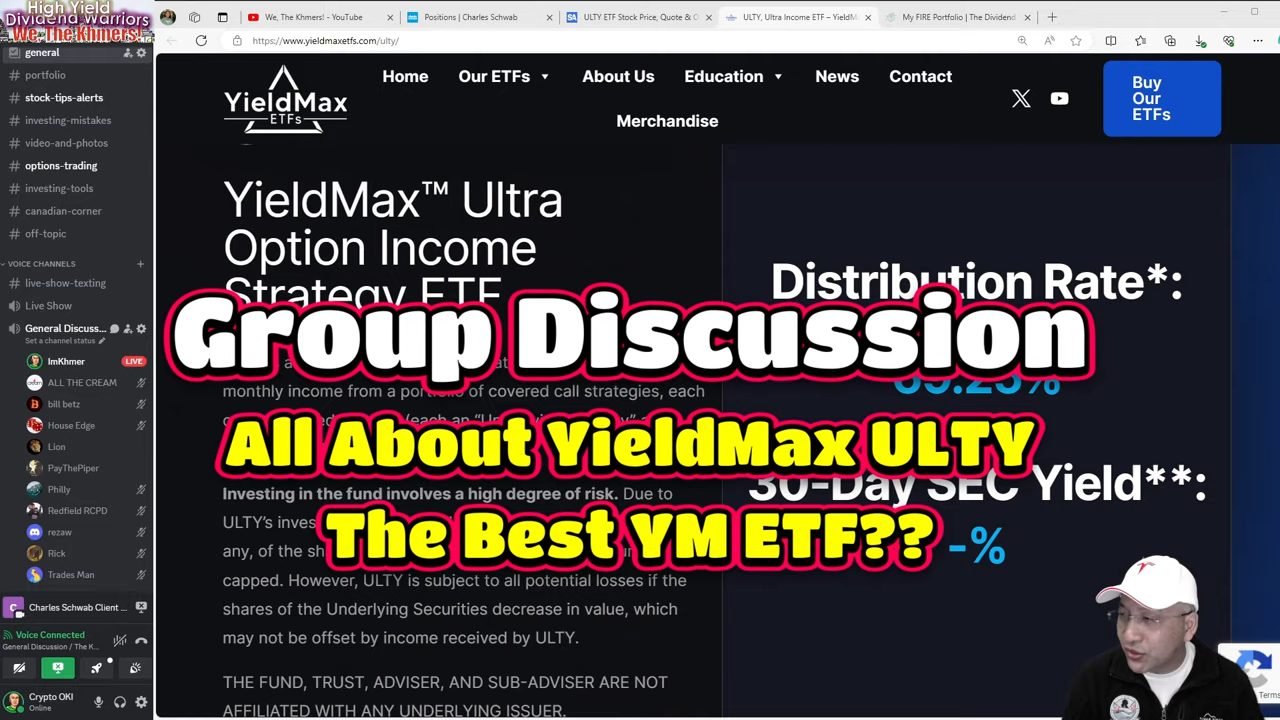 High Yield
Dividend Warriors
We The Khmers!
general
portfolio
stock-tips-alerts
investing-mistakes
video-and-photos
options-trading
investing-tools
canadian-corner
off-topic
VOICE CHANNELS
live-show-texting
Live Show
General Discuss...
Set a channel status
ImKhmer LIVE
ALL THE CREAM
bill betz
House Edge
Lion
PayThePiper
Philly
Redfield RCPD
rezaw
Rick
Trades Man
Charles Schwab Client ...
Voice Connected
General Discussion / The K...
Crypto OKI
Online
We, The Khmers! - YouTube
Positions | Charles Schwab
ULTY ETF Stock Price, Quote & O
ULTY, Ultra Income ETF – YieldM
My FIRE Portfolio | The Dividend
https://www.yieldmaxetfs.com/ulty/
YieldMax
ETFs
Home Our ETFs About Us Education News Contact
Merchandise
Buy
Our
ETFs
YieldMax™ Ultra
Option Income
Strategy ETF
Distribution Rate*:
Group Discussion
monthly income from a portfolio of covered call strategies, each
All About YieldMax ULTY
30-Day SEC Yield**:
-%
Investing in the fund involves a high degree of risk. Due to
ULTY's
The Best YM ETF??
any, of the
capped. However, ULTY is subject to all potential losses if the
shares of the Underlying Securities decrease in value, which
may not be offset by income received by ULTY.
THE FUND, TRUST, ADVISER, AND SUB-ADVISER ARE NOT
AFFILIATED WITH ANY UNDERLYING ISSUER.
Terms